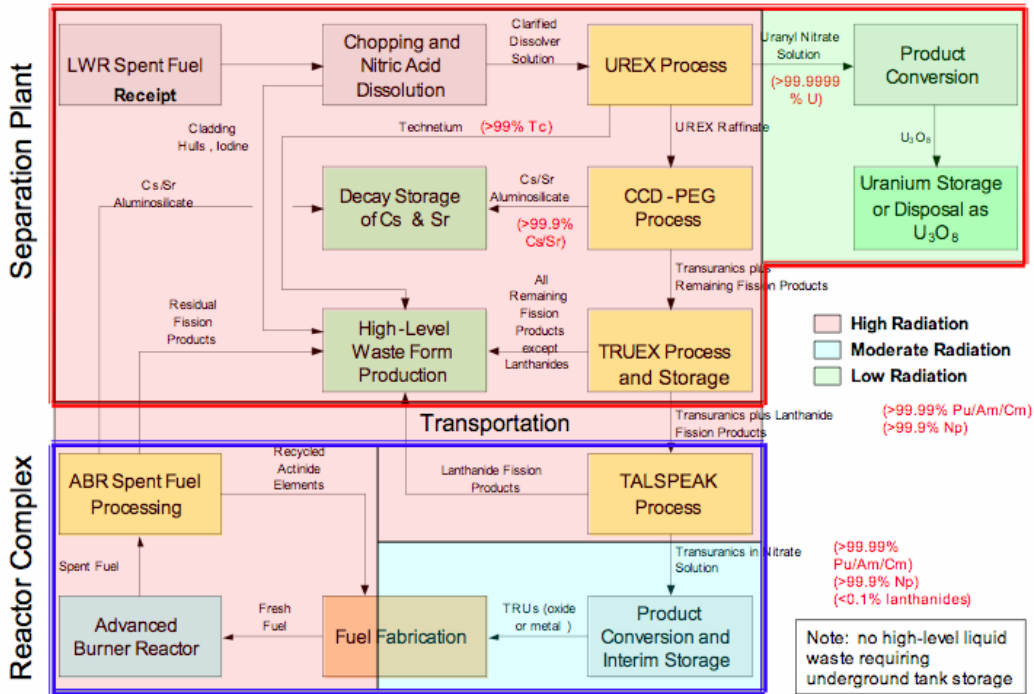 Separation Plant
LWR Spent Fuel
Receipt
Chopping and
Nitric Acid
Dissolution
Clarified
Dissolver
Solution
UREX Process
Uranyl Nitrate
Solution
(>99.9999
% U)
Product
Conversion
Cladding
Hulls , Iodine
Technetium (>99% Tc)
UREX Raffinate
U₃O₈
Cs/Sr
Aluminosilicate
Decay Storage
of Cs & Sr
Cs/Sr
Aluminosilicate
(>99.9%
Cs/Sr)
CCD -PEG
Process
Uranium Storage
or Disposal as
U₃O₈
Transuranics plus
Remaining Fission Products
Residual
Fission
Products
High -Level
Waste Form
Production
All
Remaining
Fission
Products
except
Lanthanides
TRUEX Process
and Storage
High Radiation
Moderate Radiation
Low Radiation
Transportation
Transuranics plus Lanthanide
Fission Products
(>99.99% Pu/Am/Cm)
(>99.9% Np)
Reactor Complex
ABR Spent Fuel
Processing
Recycled
Actinide
Elements
Lanthanide Fission
Products
TALSPEAK
Process
Transuranics in Nitrate
Solution
(>99.99%
Pu/Am/Cm)
(>99.9% Np)
(<0.1% lanthanides)
Spent Fuel
Advanced
Burner Reactor
Fresh
Fuel
Fuel Fabrication
TRUs (oxide
or metal )
Product
Conversion and
Interim Storage
Note: no high-level liquid
waste requiring
underground tank storage